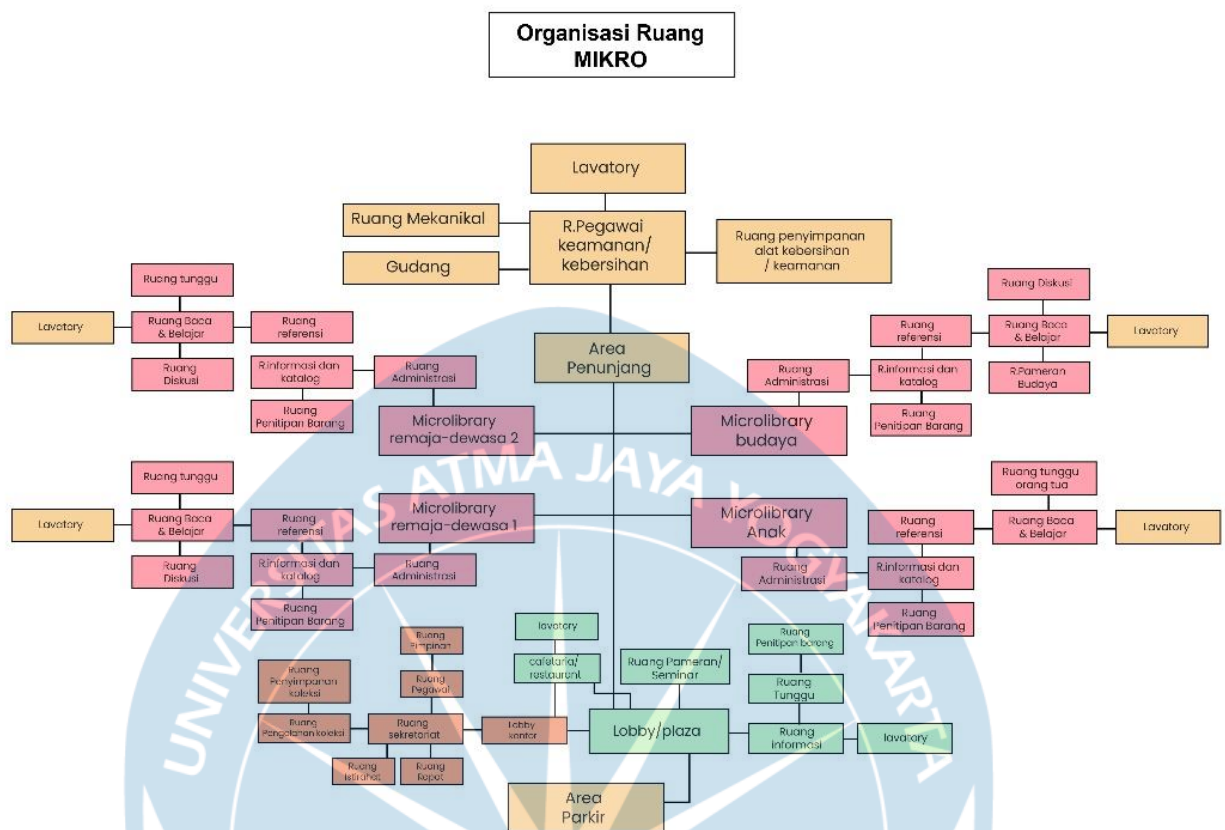 Organisasi Ruang
MIKRO
Lavatory
Ruang Mekanikal
R.Pegawai
keamanan/
kebersihan
Ruang penyimpanan
alat kebersihan
/ keamanan
Gudang
Ruang tunggu
Lavatory
Ruang Baca
& Belajar
Ruang
referensi
Ruang
Diskusi
R.informasi dan
katalog
Ruang
Administrasi
Ruang
Penitipan Barang
Area
Penunjang
Ruang Diskusi
Ruang
referensi
Ruang Baca
& Belajar
Lavatory
Ruang
Administrasi
R.informasi dan
katalog
R.Pameran
Budaya
Ruang
Penitipan Barang
Microlibrary
remaja-dewasa 2
Microlibrary
budaya
Ruang tunggu
Lavatory
Ruang Baca
& Belajar
Ruang
referensi
Ruang
Diskusi
R.informasi dan
katalog
Ruang
Administrasi
Ruang
Penitipan Barang
Microlibrary
remaja-dewasa 1
Microlibrary
Anak
Ruang tunggu
orang tua
Ruang
referensi
Ruang Baca
& Belajar
Lavatory
Ruang
Administrasi
R.informasi dan
katalog
Ruang
Penitipan Barang
Ruang
Pimpinan
Ruang
Penyimpanan
koleksi
Ruang
Pegawai
Ruang
Pengolahan koleksi
Ruang
sekretariat
Lobby
kantor
Ruang
Istirahat
Ruang
Rapat
lavatory
cafetaria/
restaurant
Ruang Pameran/
Seminar
Ruang
Penitipan barang
Ruang
Tunggu
Lobby/plaza
Ruang
informasi
lavatory
Area
Parkir
UNIVERSITAS ATMA JAYA YOGYAKARTA